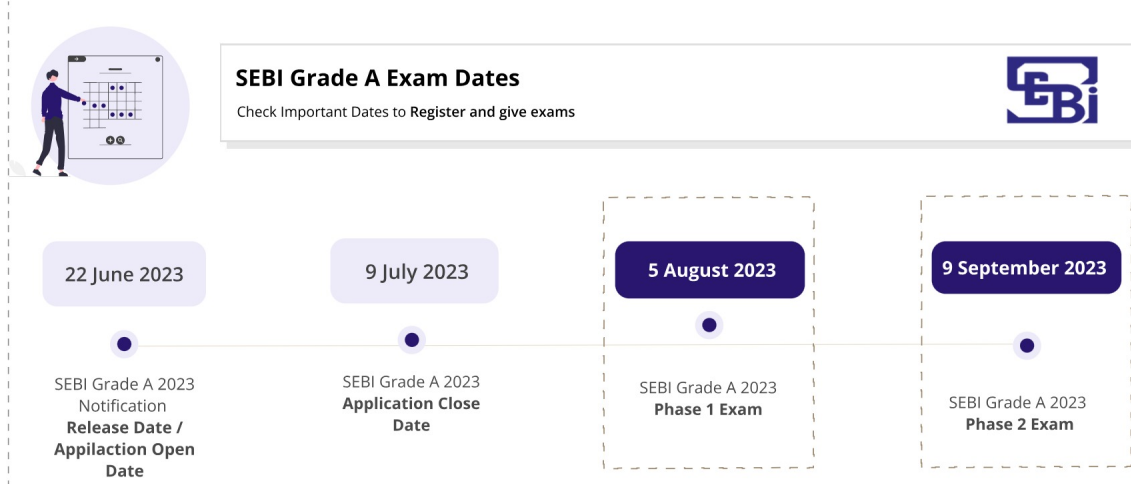 SEBI Grade A Exam Dates
Check Important Dates to Register and give exams
SEBi
22 June 2023
9 July 2023
5 August 2023
9 September 2023
SEBI Grade A 2023
Notification
Release Date /
Appilaction Open
Date
SEBI Grade A 2023
Application Close
Date
SEBI Grade A 2023
Phase 1 Exam
SEBI Grade A 2023
Phase 2 Exam